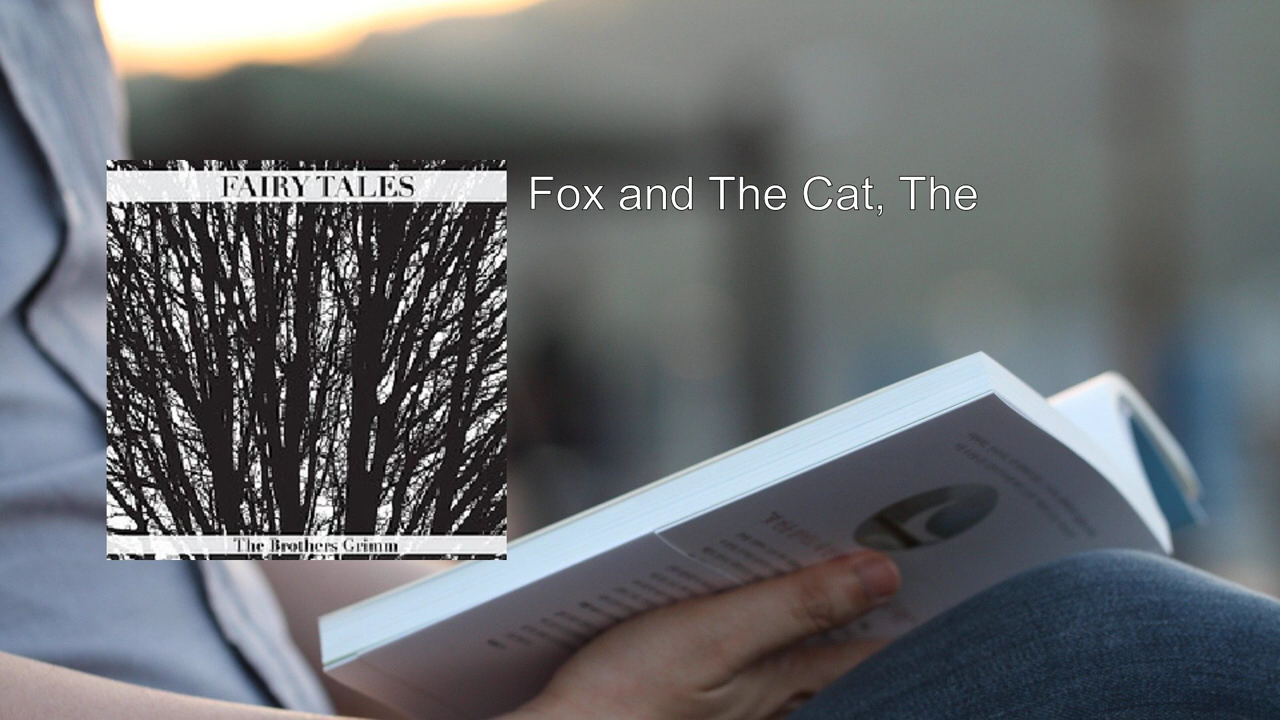 FAIRY TALES
Fox and The Cat, The
The Brothers Grimm